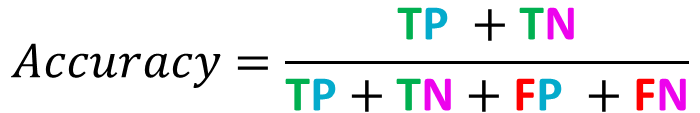 TP + TN
Accuracy =
TP + TN + FP + FN